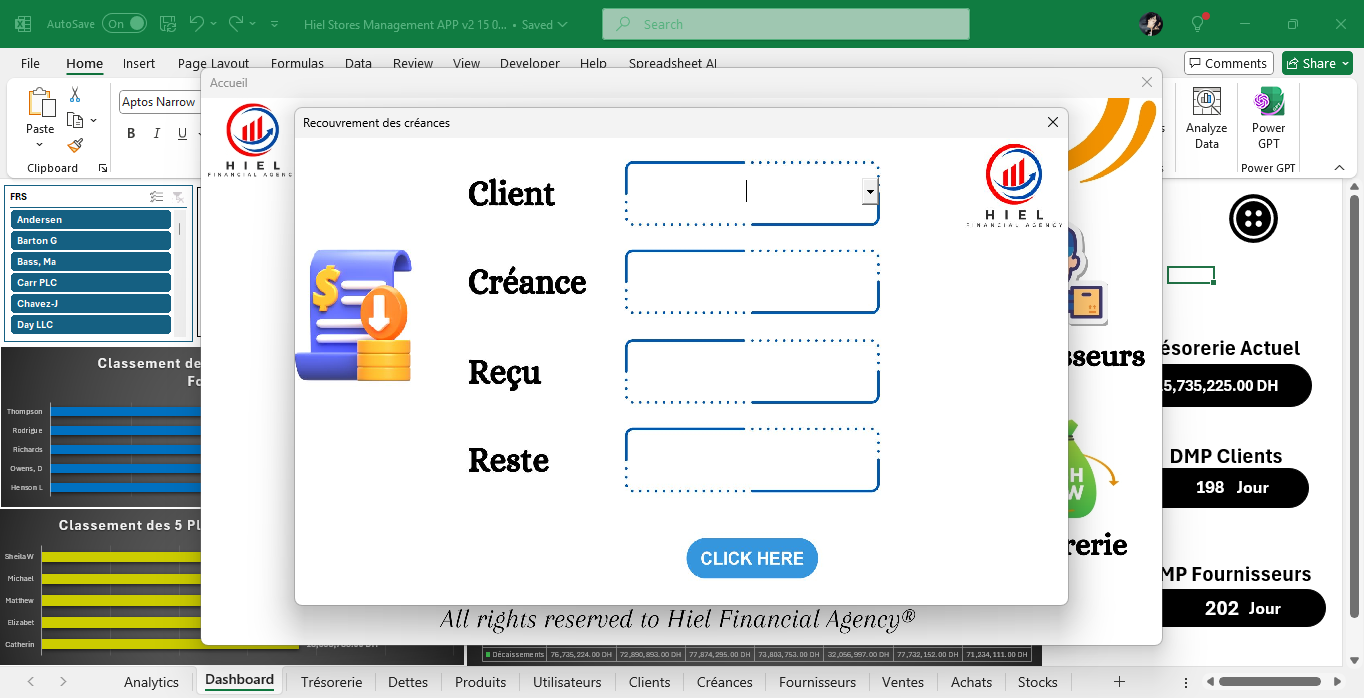 AutoSave On
Hiel Stores Management APP v2 15 0... • Saved
Search
File Home Insert Page Layout Formulas Data Review View Developer Help Spreadsheet AI
Comments
Share
Paste
Clipboard
Aptos Narrow
B I U
Analyze
Data
Power
GPT
Power GPT
Accueil
HIEL
FINANCIAL AGENC
Recouvrement des créances
Client
Créance
Reçu
Reste
CLICK HERE
HIEL
FINANCIAL AGENCY
All rights reserved to Hiel Financial Agency®
FRS
Andersen
Barton G
Bass, Ma
Carr PLC
Chavez-J
Day LLC
Classement de
Fo
Thompson
Rodrigue
Richards
Owens, D
Henson L
Classement des 5 Pl
Sheila W
Michael
Matthew
Elizabet
Catherin
sseurs
H
W
rerie
ésorerie Actuel
5,735,225.00 DH
DMP Clients
198 Jour
MP Fournisseurs
202 Jour
Décaissements 76,735,224.00 DH 72,890,893.00 DH 77,874,295.00 DH 73,803,753.00 DH 32,056,997.00 DH 77,732,152.00 DH 71,234,111.00 DH
Analytics Dashboard Trésorerie Dettes Produits Utilisateurs Clients Créances Fournisseurs Ventes Achats Stocks